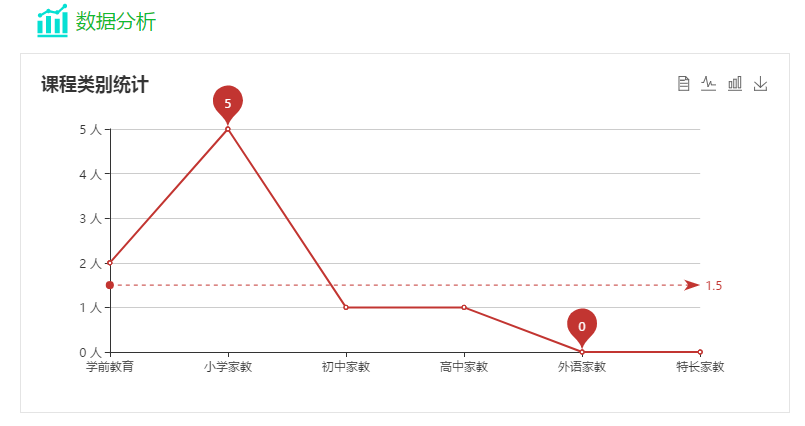 数据分析
课程类别统计
5
5 人
4 人
3 人
2 人
1.5
1 人
0
0 人
学前教育 小学家教 初中家教 高中家教 外语家教 特长家教